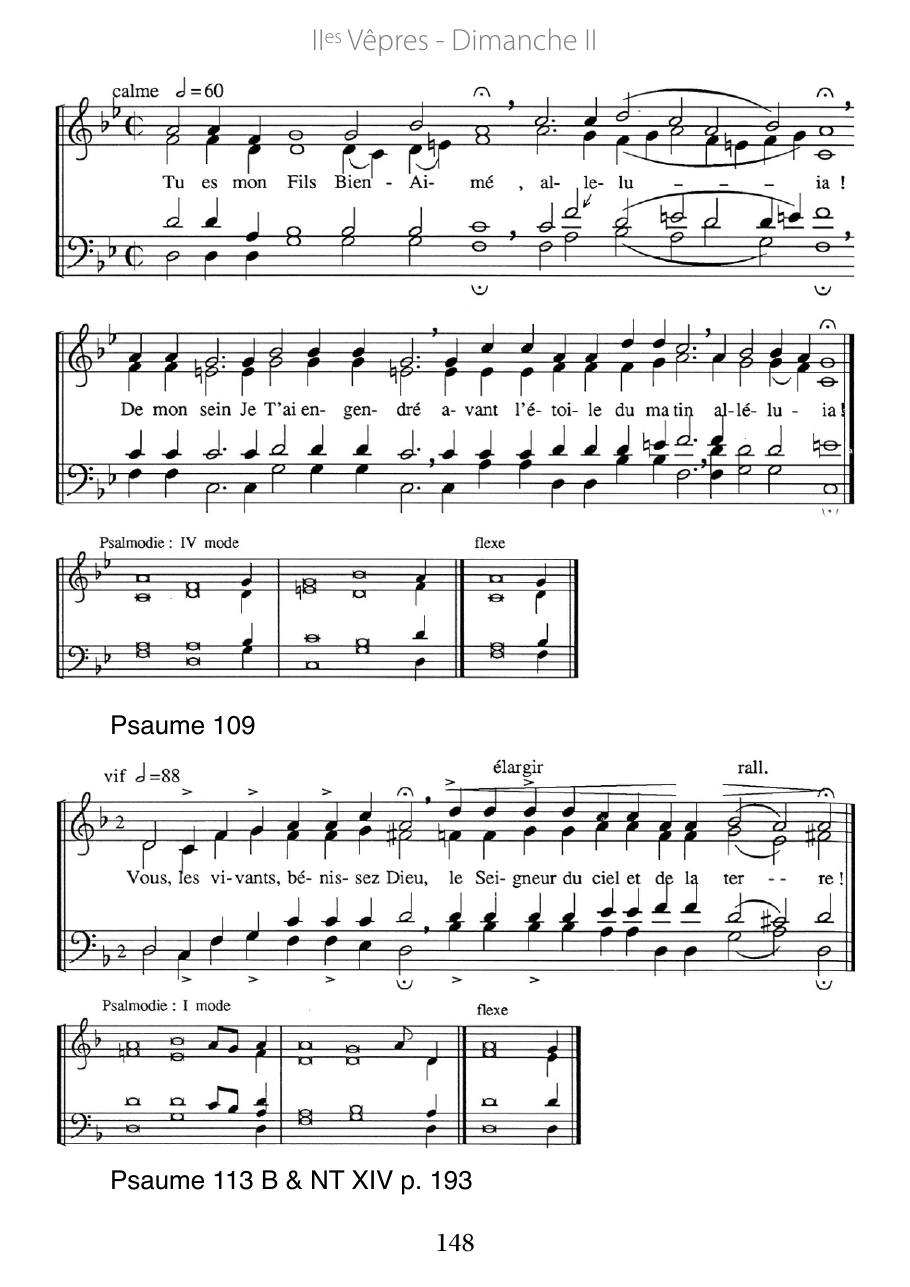 IIes Vêpres - Dimanche II
calme 𝅗𝅥 = 60
Tu es mon Fils Bien - Ai- mé , al- le- lu - - - - ia !
De mon sein Je T'ai en- gen- dré a- vant l'é- toi- le du matin al-lé- lu - ia !
Psalmodie : IV mode flexe
Psaume 109
vif 𝅗𝅥 =88 élargir rall.
2
Vous, les vi-vants, bé- nis- sez Dieu, le Sei- gneur du ciel et de la ter - - re !
2
Psalmodie : I mode flexe
Psaume 113 B & NT XIV p. 193
148